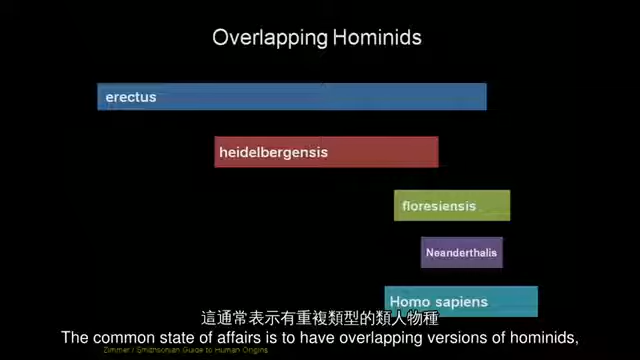 Overlapping Hominids
erectus
heidelbergensis
floresiensis
Neanderthalis
Homo sapiens
這通常表示有重複類型的類人物種
The common state of affairs is to have overlapping versions of hominids,
Zimmer / Smithsonian Guide to Human Origins